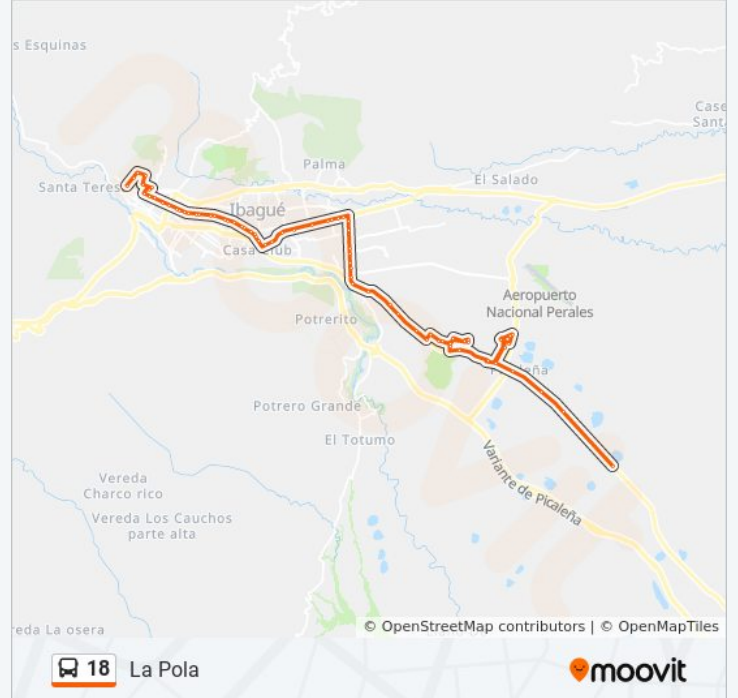 s Esquinas
Case
Sant
Palma
Santa Teres
El Salado
Ibagué
Casa Club
Aeropuerto
Nacional Perales
Potrerito
Potrero Grande
El Totumo
Variante de Picaleña
Vereda
Charco rico
Vereda Los Cauchos
parte alta
reda La osera
© OpenStreetMap contributors | © OpenMapTiles
18 La Pola
moovit